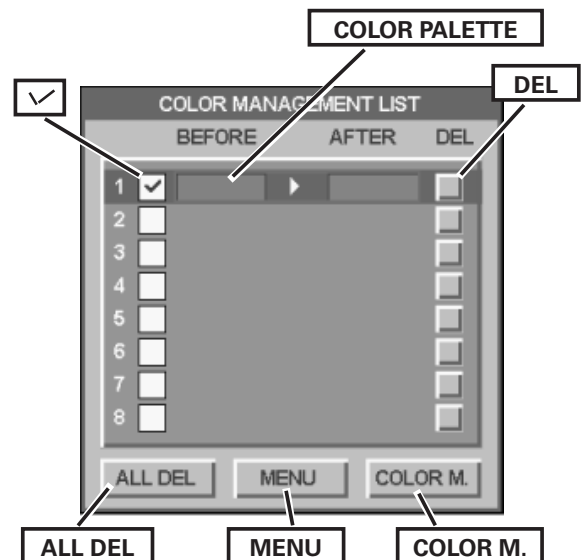 COLOR PALETTE
DEL
COLOR MANAGEMENT LIST
BEFORE AFTER DEL
1
2
3
4
5
6
7
8
ALL DEL MENU COLOR M.
ALL DEL MENU COLOR M.